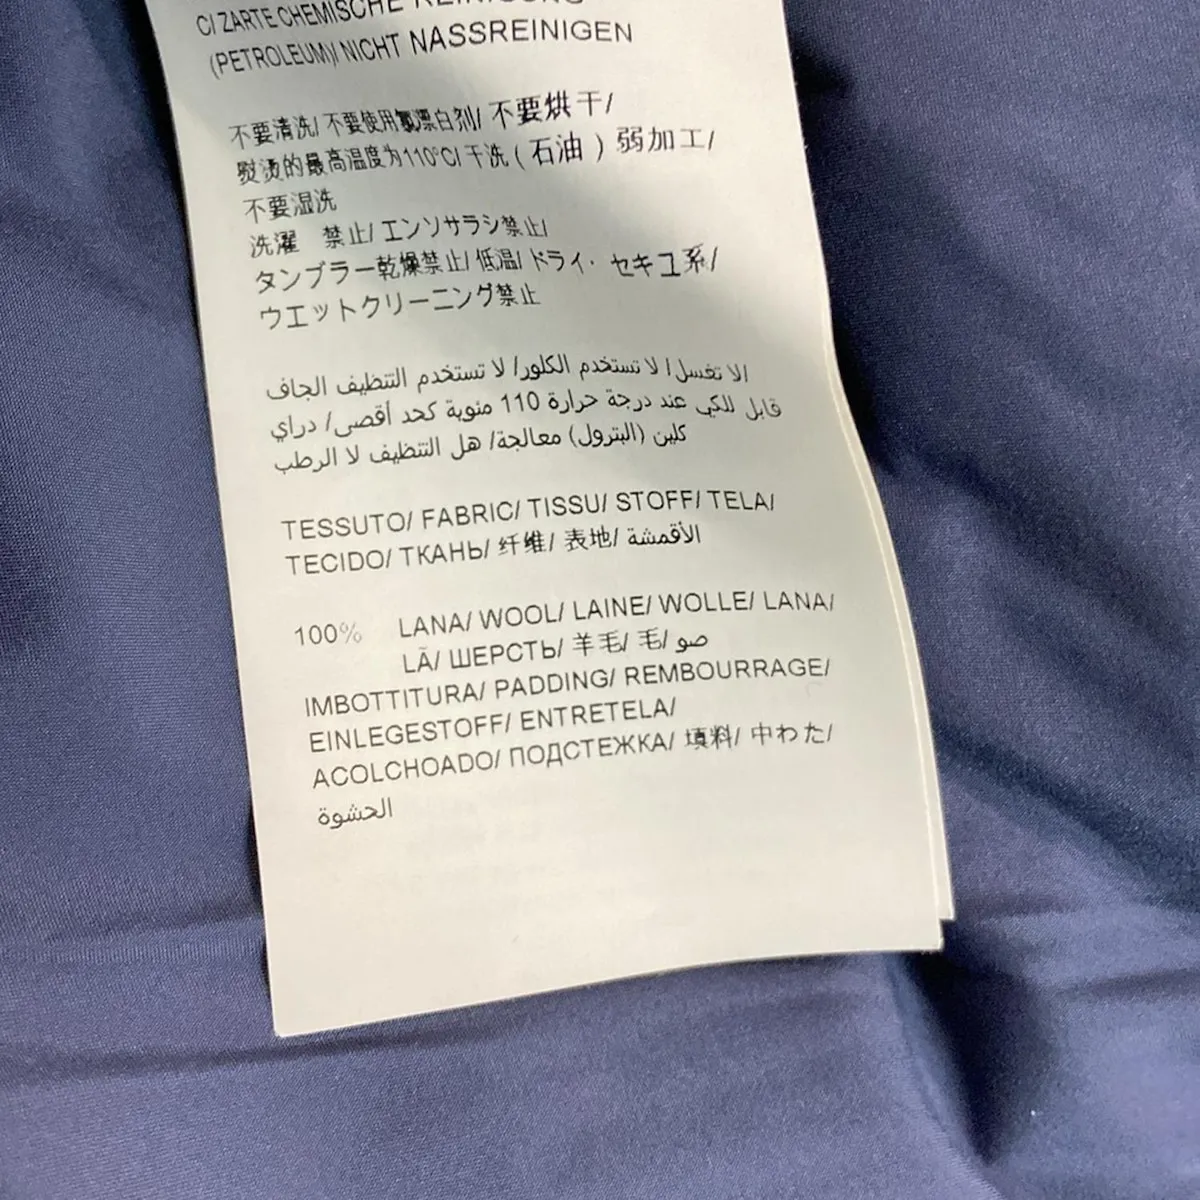 C/ ZARTE CHEMISCHE REINIGUNG
(PETROLEUM)/ NICHT NASSREINIGEN
不要清洗/ 不要使用氯漂白剂/ 不要烘干/
熨烫的最高温度为110°C/ 干洗 ( 石油 ) 弱加工/
不要湿洗
洗濯 禁止/ エンソサラシ禁止/
タンブラー乾燥禁止/ 低温/ ドライ· セキユ系/
ウエットクリーニング禁止
الا تغسل/ لا تستخدم الكلور/ لا تستخدم التنظيف الجاف
قابل للكي عند درجة حرارة 110 مئوية كحد أقصى/ دراي
كلين (البترول) معالجة/ هل التنظيف لا الرطب
TESSUTO/ FABRIC/ TISSU/ STOFF/ TELA/
TECIDO/ ТКАНЬ/ 纤维/ 表地/ الأقمشة
100% LANA/ WOOL/ LAINE/ WOLLE/ LANA/
LÃ/ ШЕРСТЬ/ 羊毛/ 毛/ صو
IMBOTTITURA/ PADDING/ REMBOURRAGE/
EINLEGESTOFF/ ENTRETELA/
ACOLCHOADO/ ПОДСТЕЖКА/ 填料/ 中わた/
الحشوة